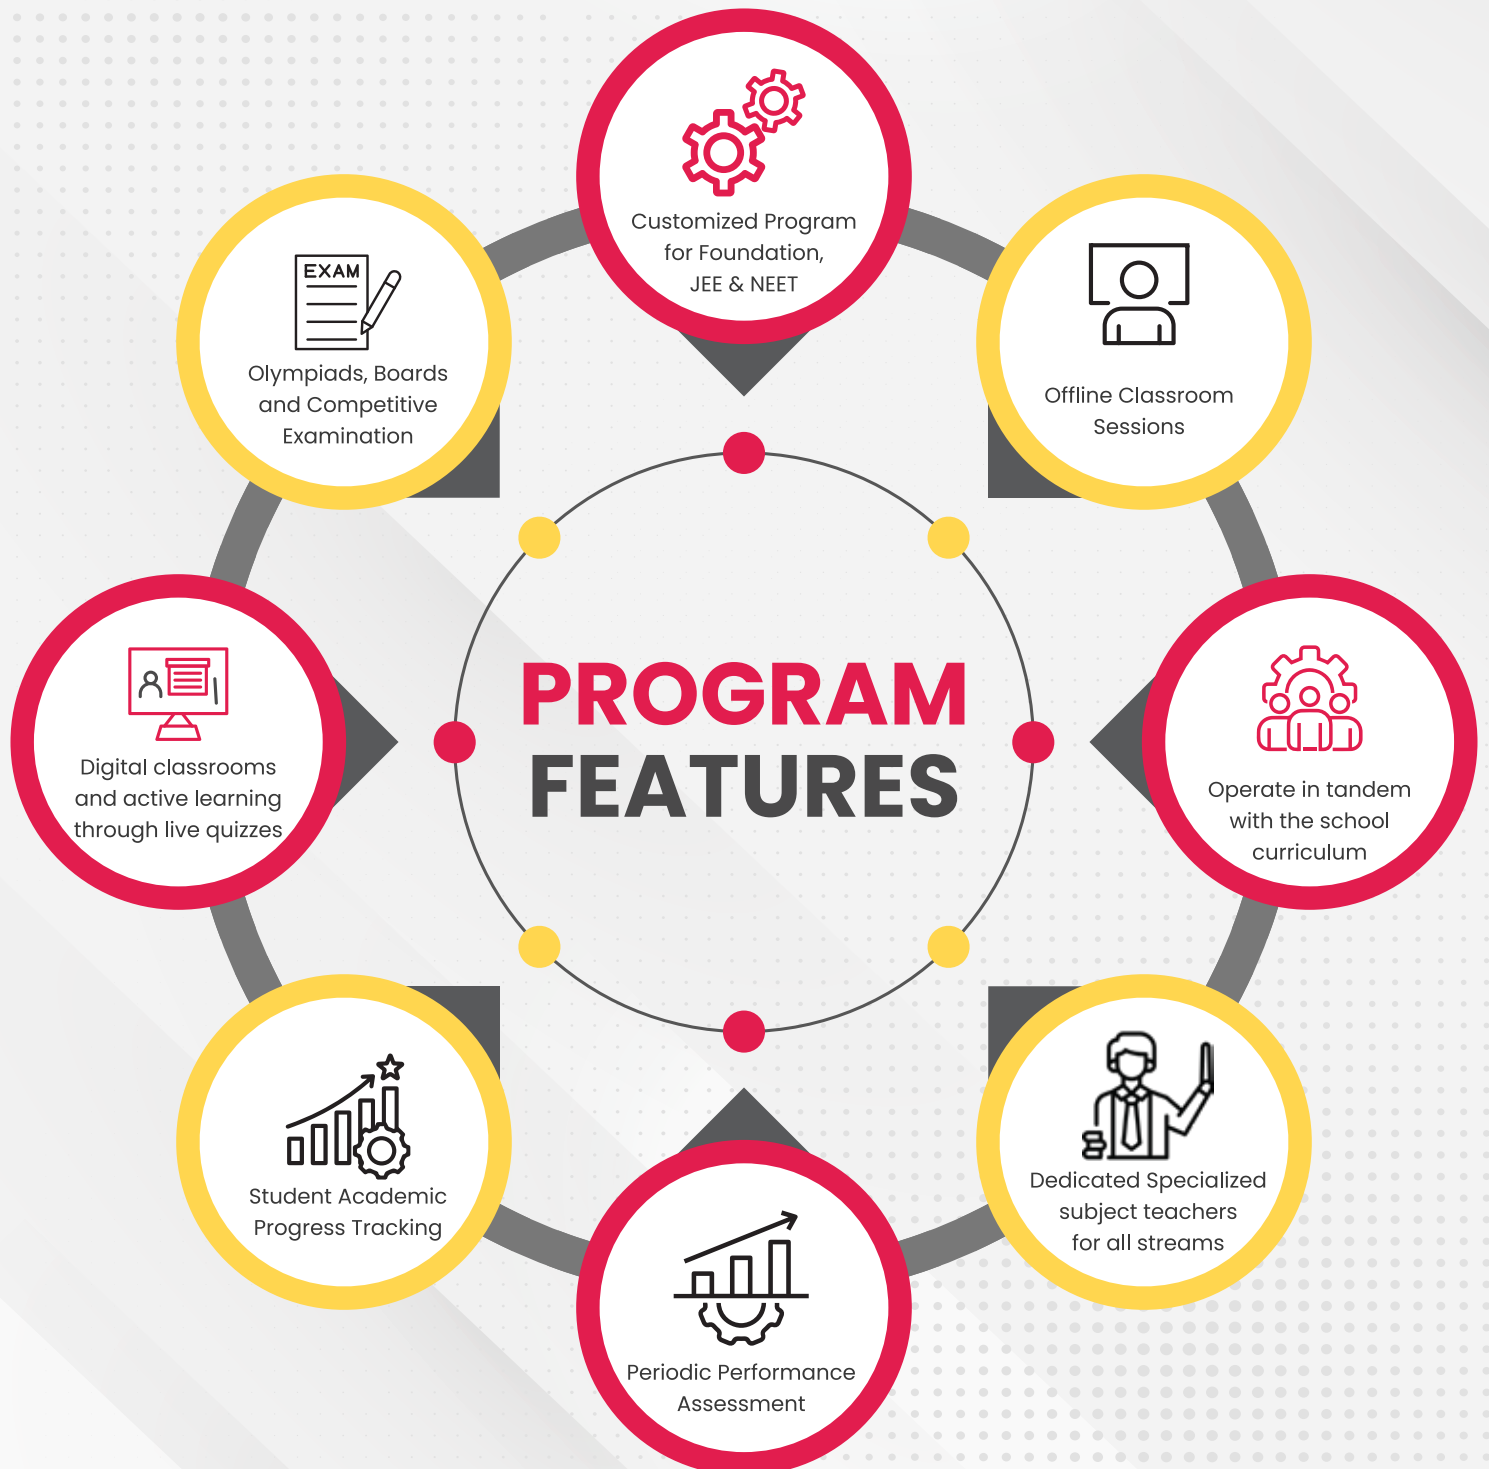 Customized Program
for Foundation,
JEE & NEET
EXAM
Olympiads, Boards
and Competitive
Examination
Offline Classroom
Sessions
PROGRAM
FEATURES
Digital classrooms
and active learning
through live quizzes
Operate in tandem
with the school
curriculum
Student Academic
Progress Tracking
Dedicated Specialized
subject teachers
for all streams
Periodic Performance
Assessment